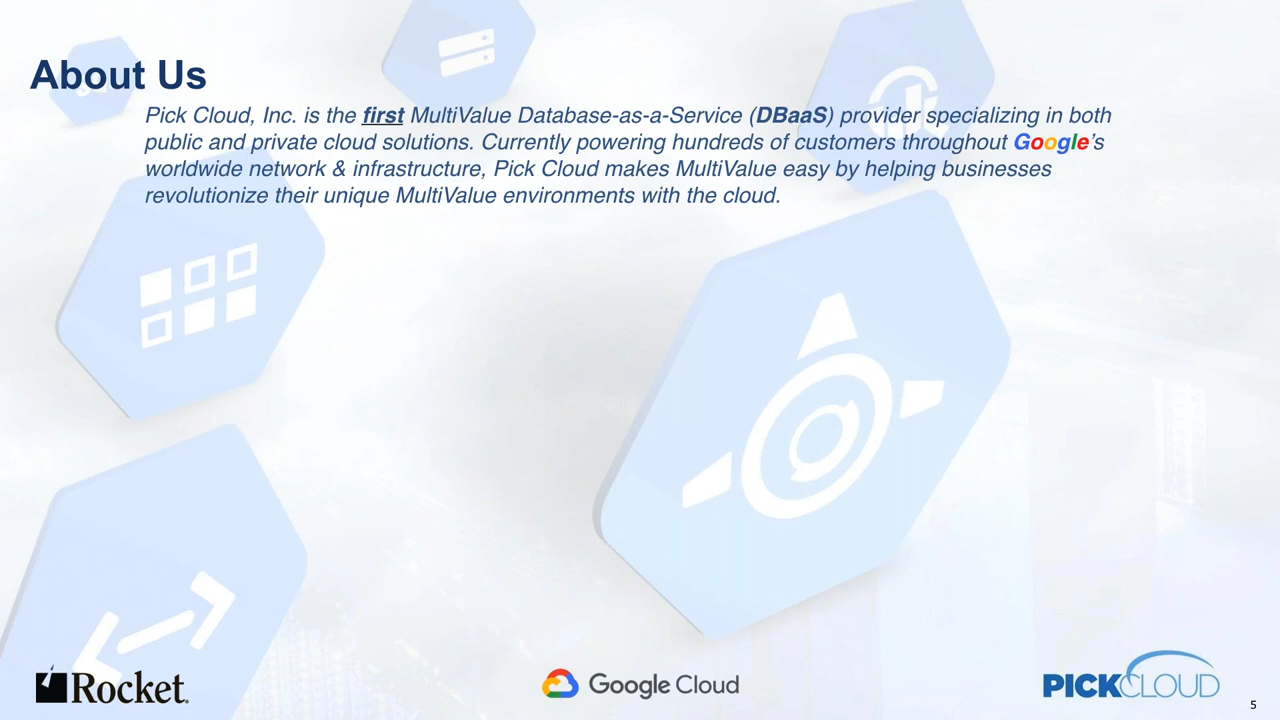 About Us
Pick Cloud, Inc. is the first MultiValue Database-as-a-Service (DBaaS) provider specializing in both
public and private cloud solutions. Currently powering hundreds of customers throughout Google’s
worldwide network & infrastructure, Pick Cloud makes MultiValue easy by helping businesses
revolutionize their unique MultiValue environments with the cloud.
Rocket.
Google Cloud
PICKCLOUD
5